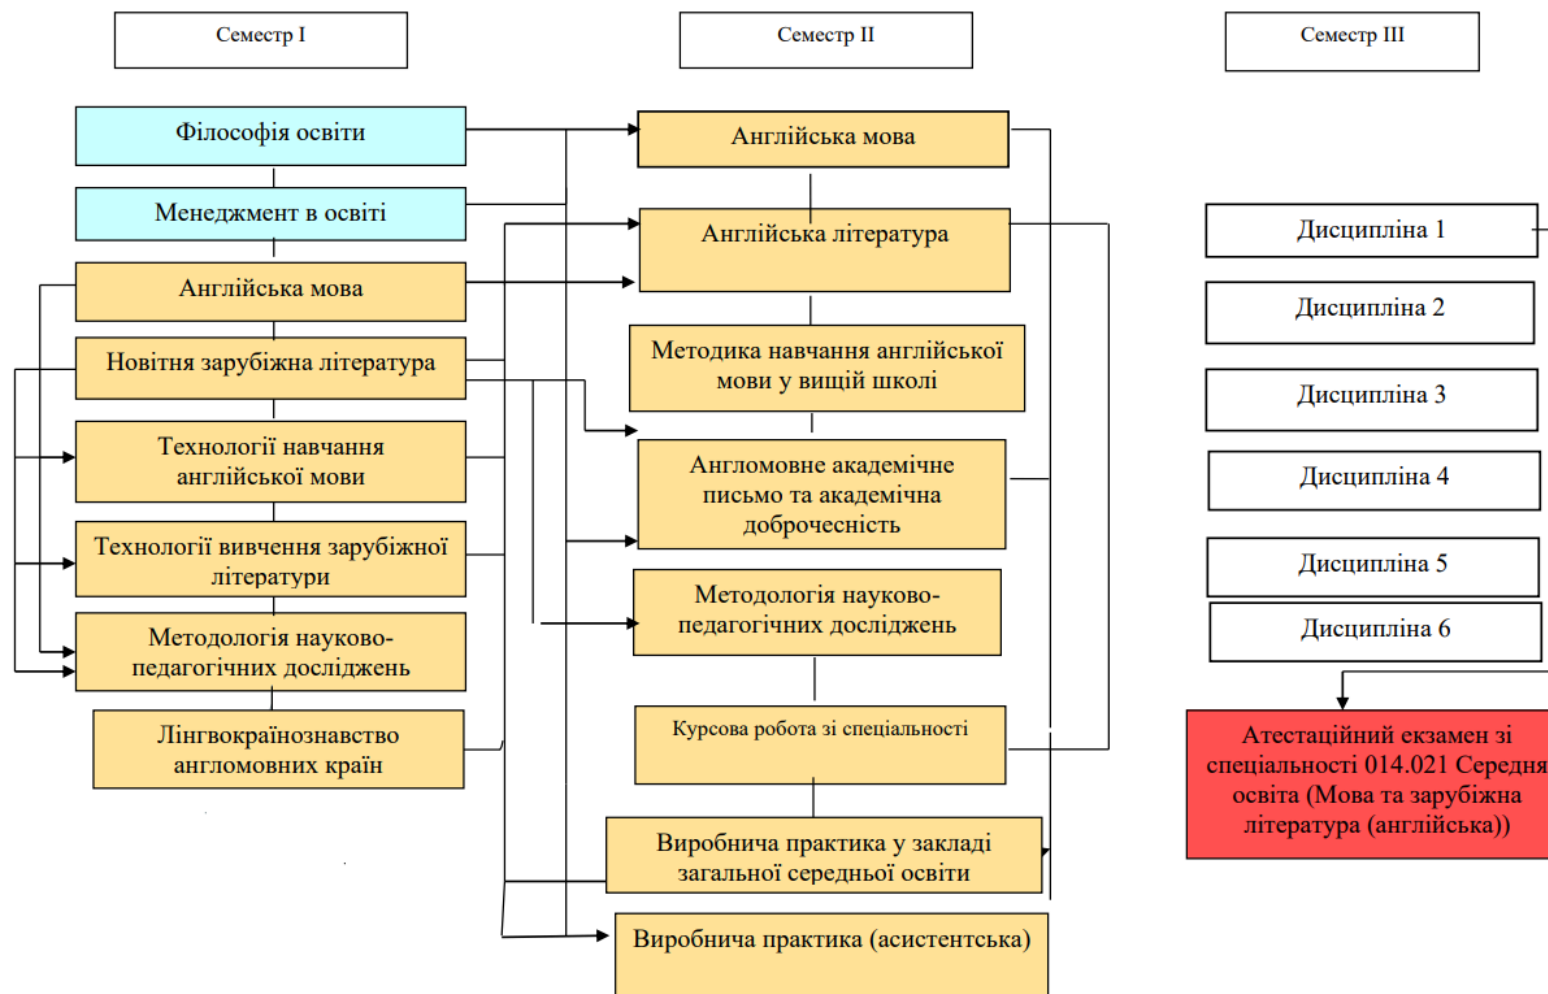 Семестр I
Семестр II
Семестр III
Філософія освіти
Менеджмент в освіті
Англійська мова
Новітня зарубіжна література
Технології навчання
англійської мови
Технології вивчення зарубіжної
літератури
Методологія науково-
педагогічних досліджень
Лінгвокраїнознавство
англомовних країн
Англійська мова
Англійська література
Методика навчання англійської
мови у вищій школі
Англомовне академічне
письмо та академічна
доброчесність
Методологія науково-
педагогічних досліджень
Курсова робота зі спеціальності
Виробнича практика у закладі
загальної середньої освіти
Виробнича практика (асистентська)
Дисципліна 1
Дисципліна 2
Дисципліна 3
Дисципліна 4
Дисципліна 5
Дисципліна 6
Атестаційний екзамен зі
спеціальності 014.021 Середня
освіта (Мова та зарубіжна
література (англійська))